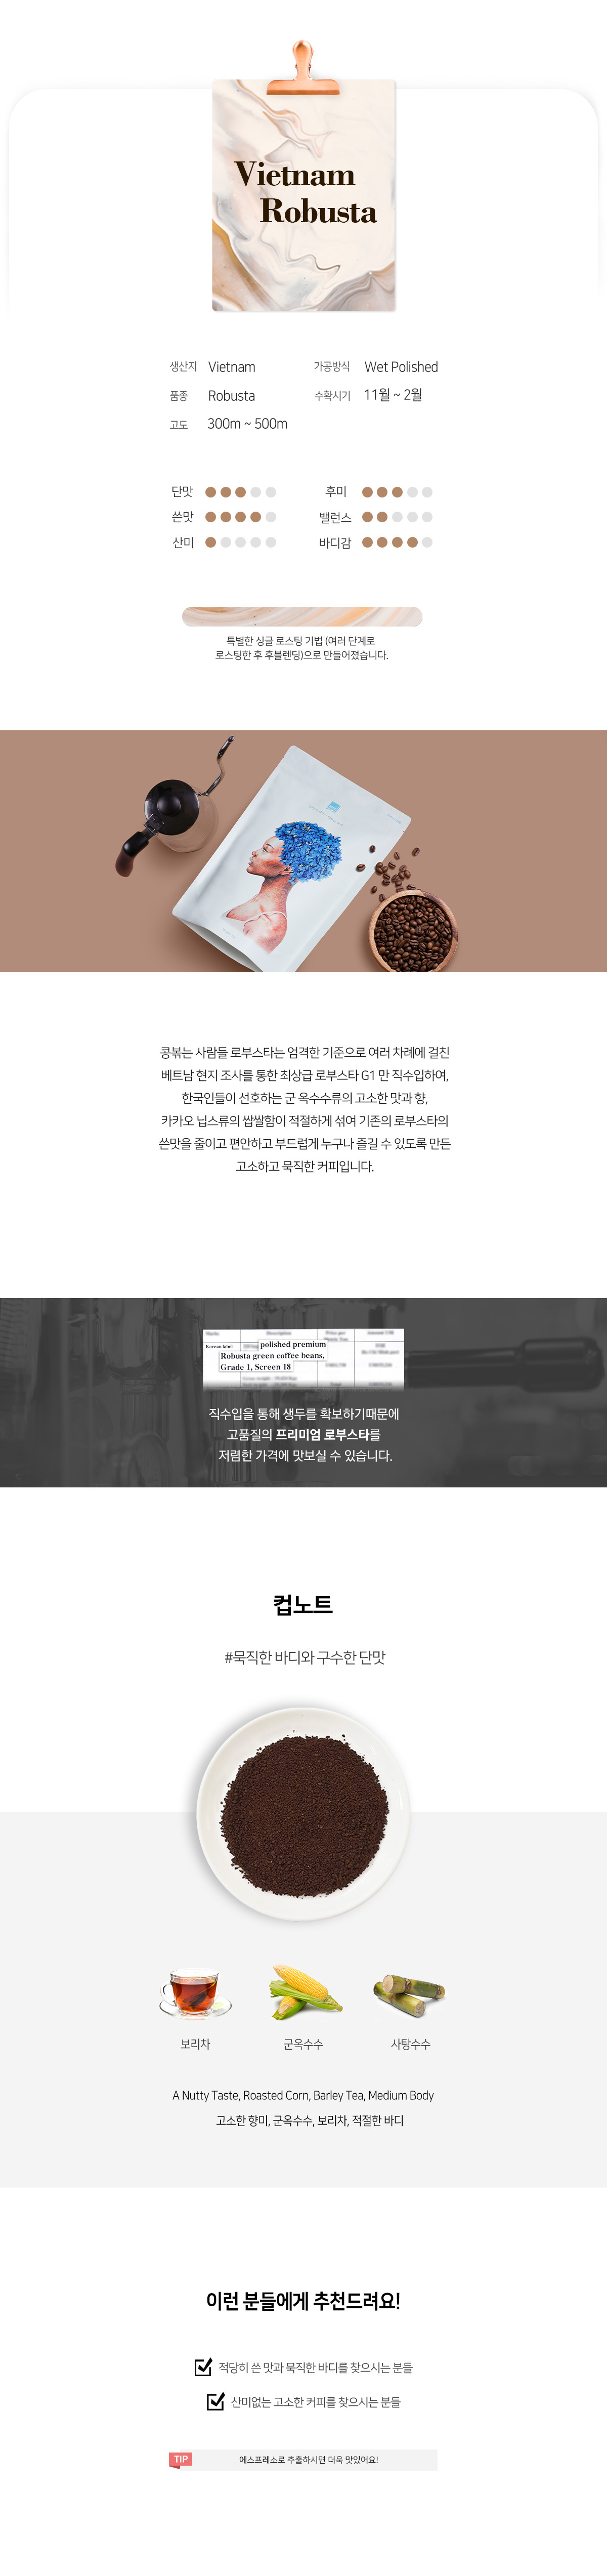 Vietnam
Robusta
생산지 Vietnam
가공방식 Wet Polished
품종 Robusta
수확시기 11월 ~ 2월
고도 300m ~ 500m
단맛
후미
쓴맛
밸런스
산미
바디감
특별한 싱글 로스팅 기법 (여러 단계로
로스팅한 후 후블렌딩)으로 만들어졌습니다.
콩볶는 사람들 로부스타는 엄격한 기준으로 여러 차례에 걸친
베트남 현지 조사를 통한 최상급 로부스타 G1 만 직수입하여,
한국인들이 선호하는 군 옥수수류의 고소한 맛과 향,
카카오 닙스류의 쌉쌀함이 적절하게 섞여 기존의 로부스타의
쓴맛을 줄이고 편안하고 부드럽게 누구나 즐길 수 있도록 만든
고소하고 묵직한 커피입니다.
Korean label
polished premium
Robusta green coffee beans,
Grade 1, Screen 18
직수입을 통해 생두를 확보하기때문에
고품질의 프리미엄 로부스타를
저렴한 가격에 맛보실 수 있습니다.
컵노트
#묵직한 바디와 구수한 단맛
보리차
군옥수수
사탕수수
A Nutty Taste, Roasted Corn, Barley Tea, Medium Body
고소한 향미, 군옥수수, 보리차, 적절한 바디
이런 분들에게 추천드려요!
적당히 쓴 맛과 묵직한 바디를 찾으시는 분들
산미없는 고소한 커피를 찾으시는 분들
TIP 에스프레소로 추출하시면 더욱 맛있어요!